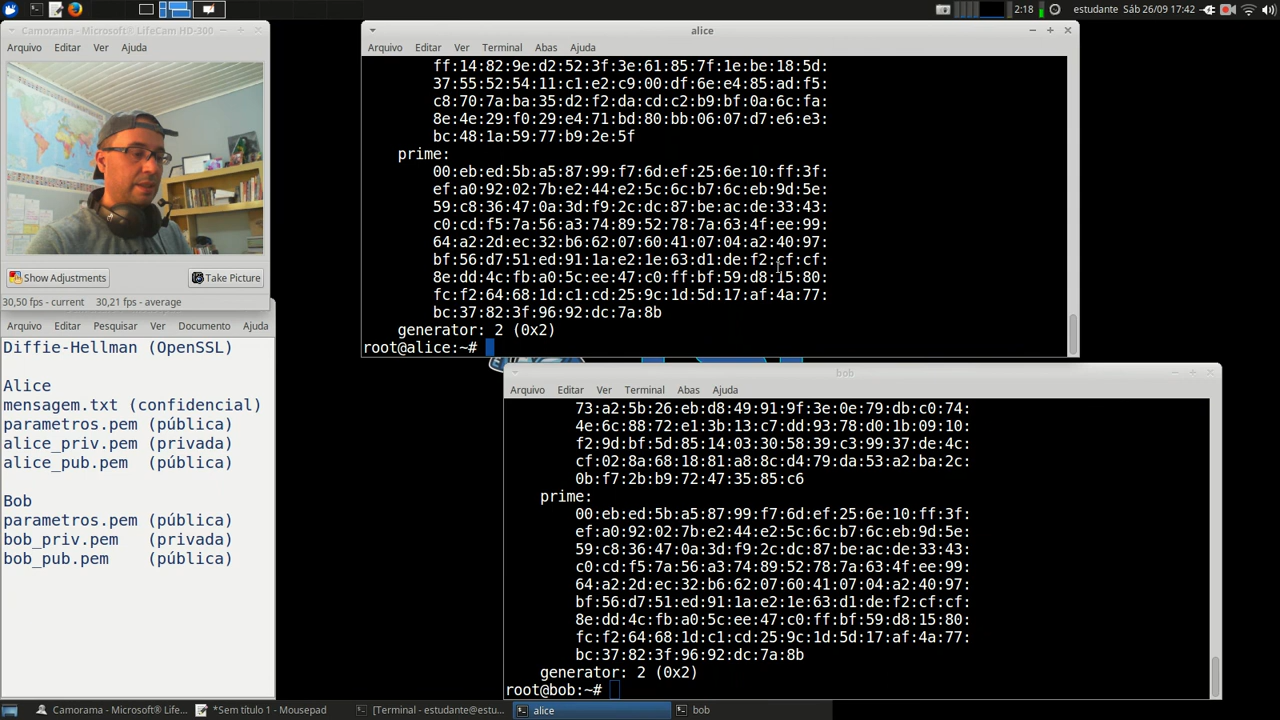 2:18 estudante Sáb 26/09 17:42
Camorama - Microsoft® LifeCam HD-300
Arquivo Editar Ver Ajuda
Show Adjustments Take Picture
30,50 fps - current 30,21 fps - average
Arquivo Editar Pesquisar Ver Documento Ajuda
Diffie-Hellman (OpenSSL)
Alice
mensagem.txt (confidencial)
parametros.pem (pública)
alice_priv.pem (privada)
alice_pub.pem (pública)
Bob
parametros.pem (pública)
bob_priv.pem (privada)
bob_pub.pem (pública)
alice
Arquivo Editar Ver Terminal Abas Ajuda
ff:14:82:9e:d2:52:3f:3e:61:85:7f:1e:be:18:5d:
37:55:52:54:11:c1:e2:c9:00:df:6e:e4:85:ad:f5:
c8:70:7a:ba:35:d2:f2:da:cd:c2:b9:bf:0a:6c:fa:
8e:4e:29:f0:29:e4:71:bd:80:bb:06:07:d7:e6:e3:
bc:48:1a:59:77:b9:2e:5f
prime:
00:eb:ed:5b:a5:87:99:f7:6d:ef:25:6e:10:ff:3f:
ef:a0:92:02:7b:e2:44:e2:5c:6c:b7:6c:eb:9d:5e:
59:c8:36:47:0a:3d:f9:2c:dc:87:be:ac:de:33:43:
c0:cd:f5:7a:56:a3:74:89:52:78:7a:63:4f:ee:99:
64:a2:2d:ec:32:b6:62:07:60:41:07:04:a2:40:97:
bf:56:d7:51:ed:91:1a:e2:1e:63:d1:de:f2:cf:cf:
8e:dd:4c:fb:a0:5c:ee:47:c0:ff:bf:59:d8:15:80:
fc:f2:64:68:1d:c1:cd:25:9c:1d:5d:17:af:4a:77:
bc:37:82:3f:96:92:dc:7a:8b
generator: 2 (0x2)
root@alice:~#
bob
Arquivo Editar Ver Terminal Abas Ajuda
73:a2:5b:26:eb:d8:49:91:9f:3e:0e:79:db:c0:74:
4e:6c:88:72:e1:3b:13:c7:dd:93:78:d0:1b:09:10:
f2:9d:bf:5d:85:14:03:30:58:39:c3:99:37:de:4c:
cf:02:8a:68:18:81:a8:8c:d4:79:da:53:a2:ba:2c:
0b:f7:2b:b9:72:47:35:85:c6
prime:
00:eb:ed:5b:a5:87:99:f7:6d:ef:25:6e:10:ff:3f:
ef:a0:92:02:7b:e2:44:e2:5c:6c:b7:6c:eb:9d:5e:
59:c8:36:47:0a:3d:f9:2c:dc:87:be:ac:de:33:43:
c0:cd:f5:7a:56:a3:74:89:52:78:7a:63:4f:ee:99:
64:a2:2d:ec:32:b6:62:07:60:41:07:04:a2:40:97:
bf:56:d7:51:ed:91:1a:e2:1e:63:d1:de:f2:cf:cf:
8e:dd:4c:fb:a0:5c:ee:47:c0:ff:bf:59:d8:15:80:
fc:f2:64:68:1d:c1:cd:25:9c:1d:5d:17:af:4a:77:
bc:37:82:3f:96:92:dc:7a:8b
generator: 2 (0x2)
root@bob:~#
Camorama - Microsoft® Life... *Sem título 1 - Mousepad [Terminal - estudante@estu... alice bob